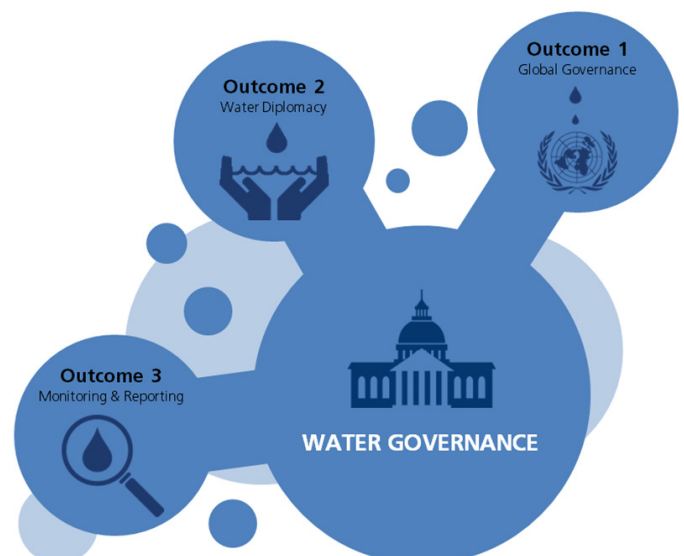 Outcome 1
Global Governance
Outcome 2
Water Diplomacy
Outcome 3
Monitoring & Reporting
WATER GOVERNANCE